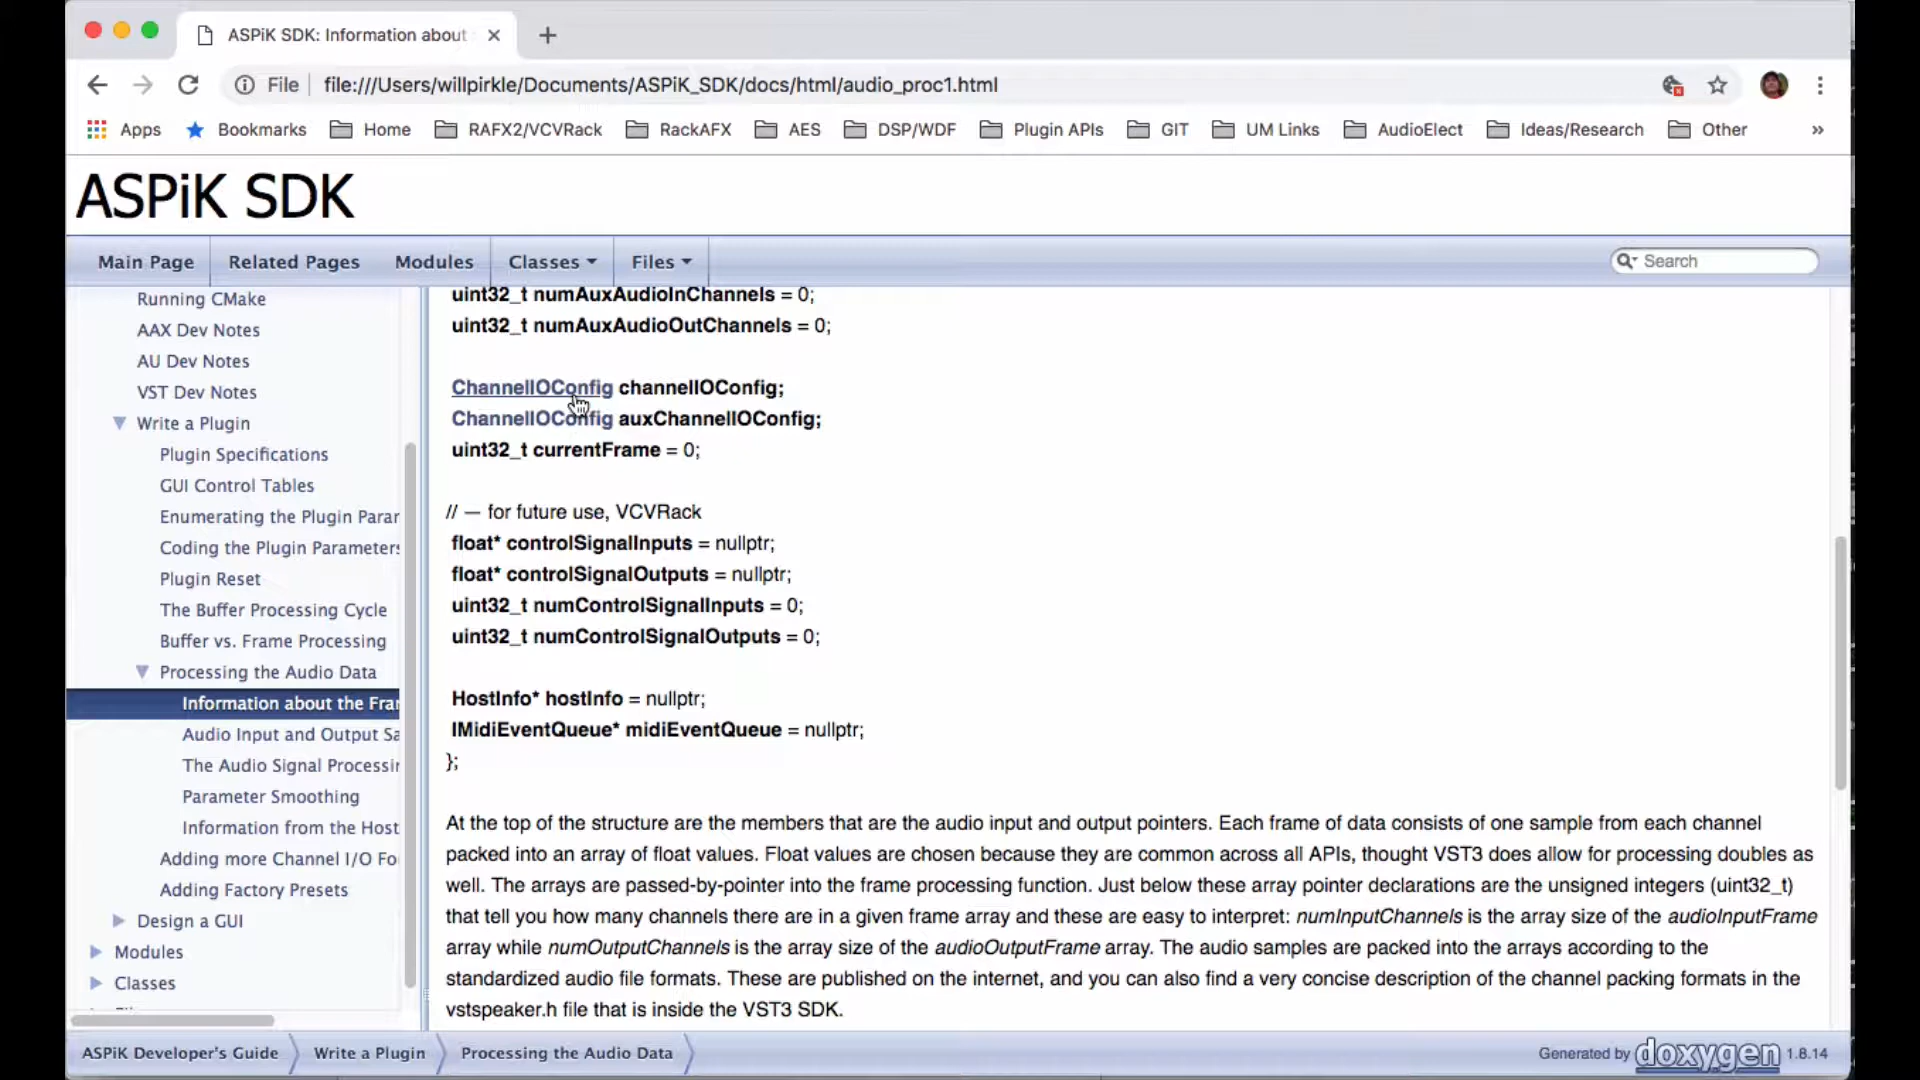 ASPiK SDK: Information about
File
file:///Users/willpirkle/Documents/ASPiK_SDK/docs/html/audio_proc1.html
Apps
Bookmarks
Home
RAFX2/VCVRack
RackAFX
AES
DSP/WDF
Plugin APIs
GIT
UM Links
AudioElect
Ideas/Research
Other
»
ASPiK SDK
Main Page
Related Pages
Modules
Classes
Files
Search
Running CMake
AAX Dev Notes
AU Dev Notes
VST Dev Notes
Write a Plugin
Plugin Specifications
GUI Control Tables
Enumerating the Plugin Parar
Coding the Plugin Parameters
Plugin Reset
The Buffer Processing Cycle
Buffer vs. Frame Processing
Processing the Audio Data
Information about the Frar
Audio Input and Output Sa
The Audio Signal Processin
Parameter Smoothing
Information from the Host
Adding more Channel I/O Fo
Adding Factory Presets
Design a GUI
Modules
Classes
uint32_t numAuxAudioInChannels = 0;
uint32_t numAuxAudioOutChannels = 0;
ChannelIOConfig channelIOConfig;
ChannelIOConfig auxChannelIOConfig;
uint32_t currentFrame = 0;
// — for future use, VCVRack
float* controlSignalInputs = nullptr;
float* controlSignalOutputs = nullptr;
uint32_t numControlSignalInputs = 0;
uint32_t numControlSignalOutputs = 0;
HostInfo* hostInfo = nullptr;
IMidiEventQueue* midiEventQueue = nullptr;
};
At the top of the structure are the members that are the audio input and output pointers. Each frame of data consists of one sample from each channel
packed into an array of float values. Float values are chosen because they are common across all APIs, thought VST3 does allow for processing doubles as
well. The arrays are passed-by-pointer into the frame processing function. Just below these array pointer declarations are the unsigned integers (uint32_t)
that tell you how many channels there are in a given frame array and these are easy to interpret: numInputChannels is the array size of the audioInputFrame
array while numOutputChannels is the array size of the audioOutputFrame array. The audio samples are packed into the arrays according to the
standardized audio file formats. These are published on the internet, and you can also find a very concise description of the channel packing formats in the
vstspeaker.h file that is inside the VST3 SDK.
ASPiK Developer's Guide
Write a Plugin
Processing the Audio Data
Generated by doxygen 1.8.14